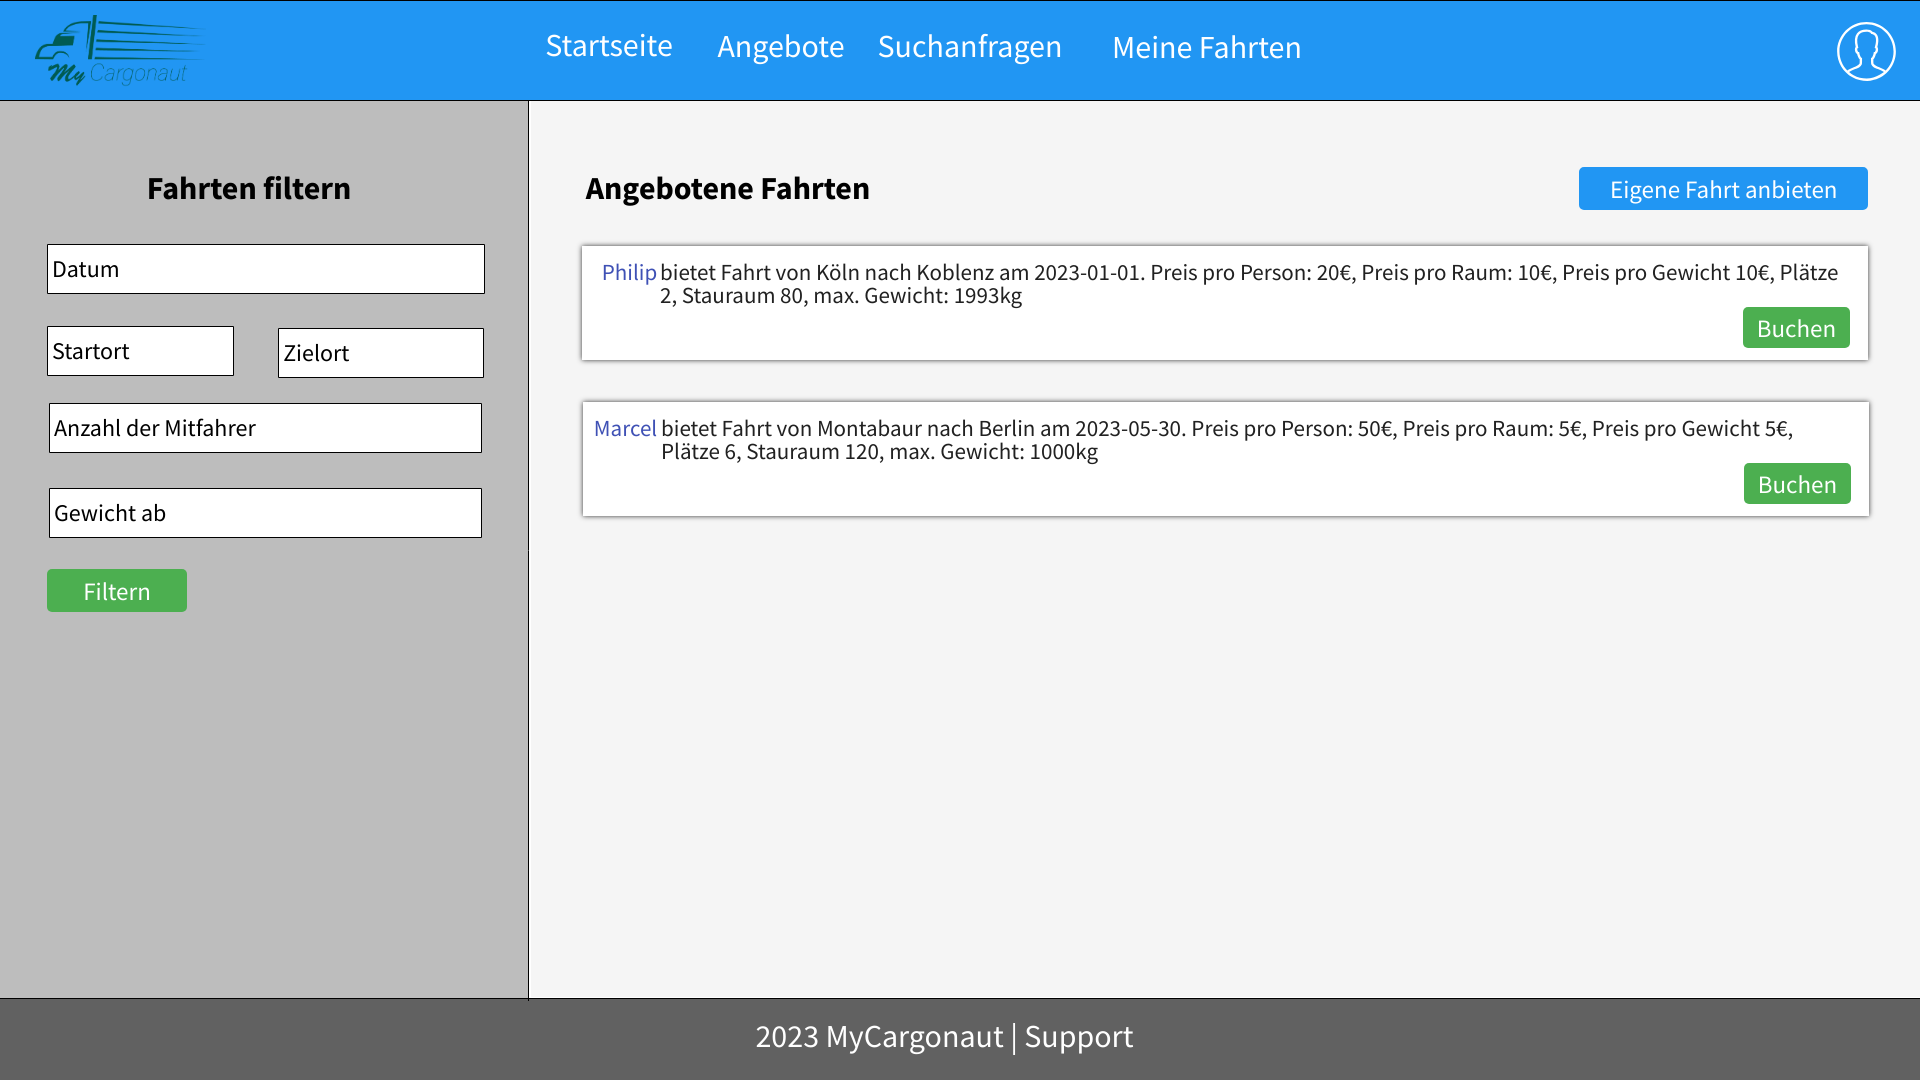 My Cargonaut
Startseite Angebote Suchanfragen Meine Fahrten
Fahrten filtern
Datum
Startort Zielort
Anzahl der Mitfahrer
Gewicht ab
Filtern
Angebotene Fahrten
Eigene Fahrt anbieten
Philip bietet Fahrt von Köln nach Koblenz am 2023-01-01. Preis pro Person: 20€, Preis pro Raum: 10€, Preis pro Gewicht 10€, Plätze
2, Stauraum 80, max. Gewicht: 1993kg
Buchen
Marcel bietet Fahrt von Montabaur nach Berlin am 2023-05-30. Preis pro Person: 50€, Preis pro Raum: 5€, Preis pro Gewicht 5€,
Plätze 6, Stauraum 120, max. Gewicht: 1000kg
Buchen
2023 MyCargonaut | Support